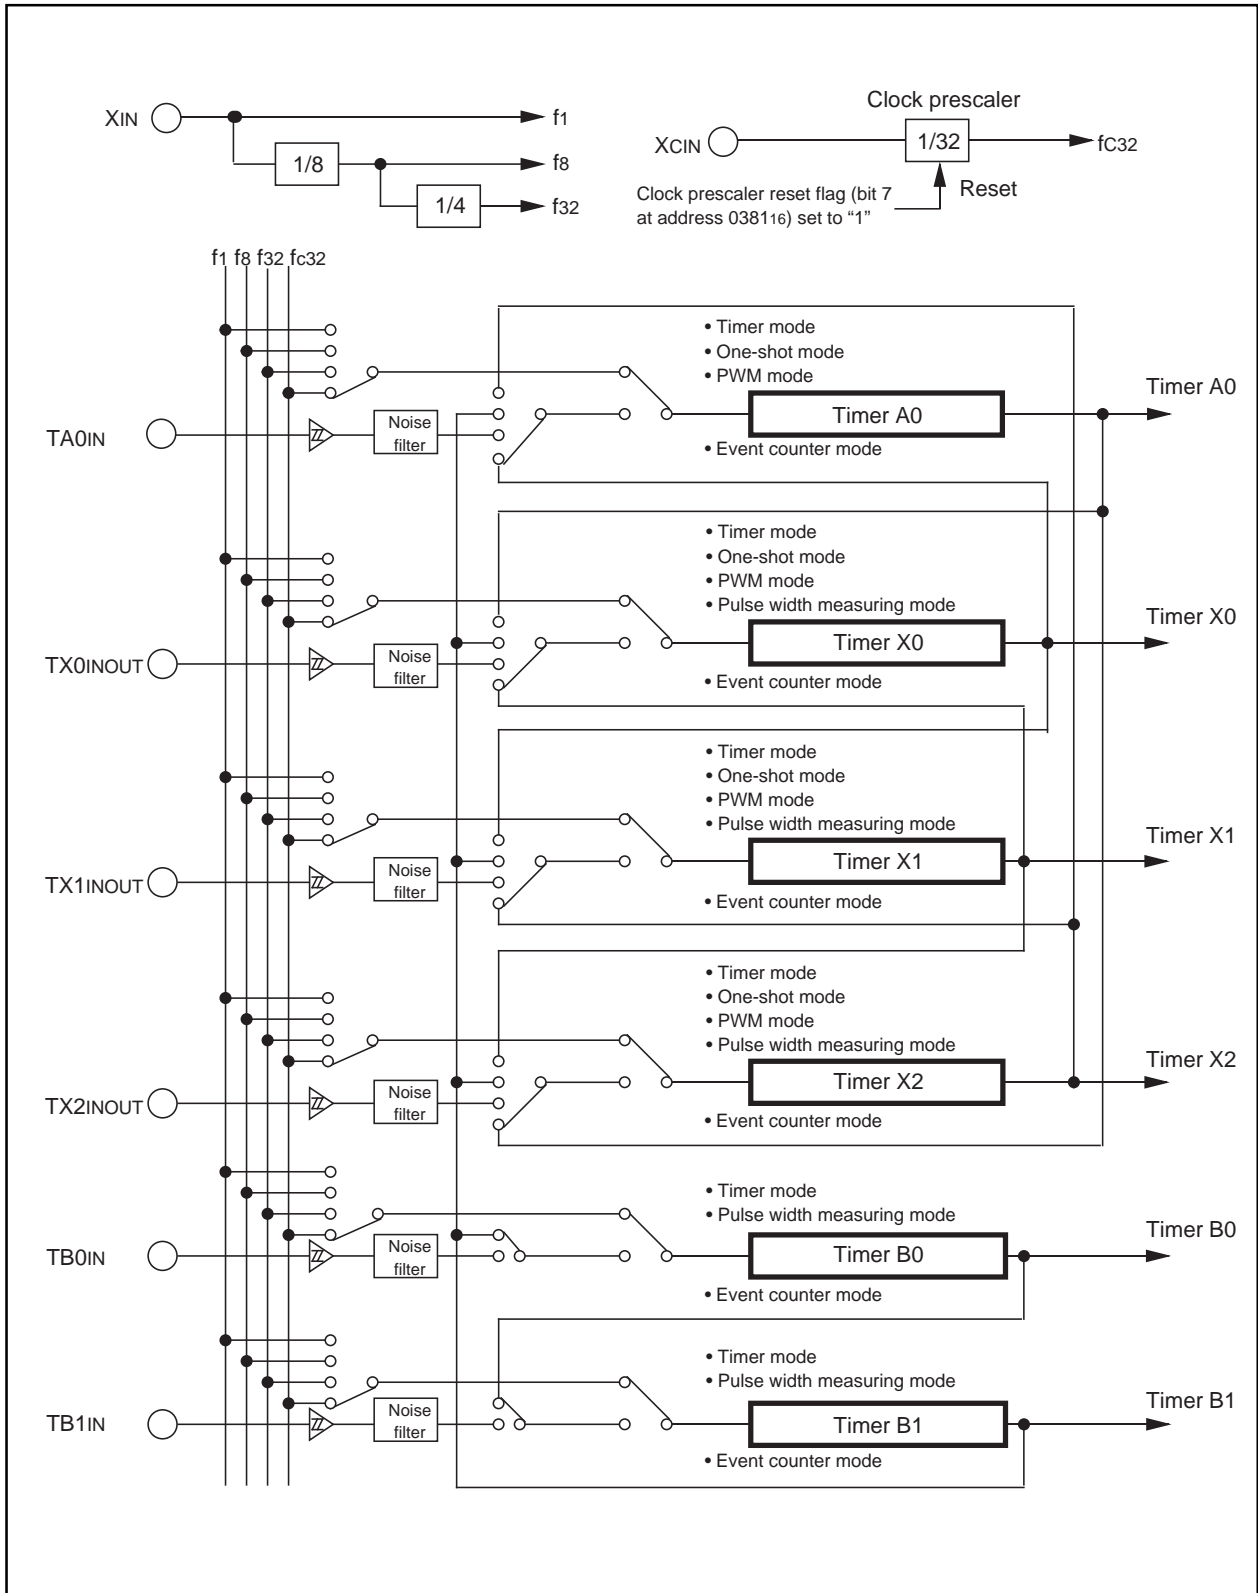 XIN
f1
1/8
f8
1/4
f32
Clock prescaler
XCIN
1/32
fC32
Clock prescaler reset flag (bit 7
at address 038116) set to “1”
Reset
f1 f8 f32 fc32
• Timer mode
• One-shot mode
• PWM mode
TA0IN
Noise
filter
Timer A0
Timer A0
• Event counter mode
• Timer mode
• One-shot mode
• PWM mode
• Pulse width measuring mode
TX0INOUT
Noise
filter
Timer X0
Timer X0
• Event counter mode
• Timer mode
• One-shot mode
• PWM mode
• Pulse width measuring mode
TX1INOUT
Noise
filter
Timer X1
Timer X1
• Event counter mode
• Timer mode
• One-shot mode
• PWM mode
• Pulse width measuring mode
TX2INOUT
Noise
filter
Timer X2
Timer X2
• Event counter mode
• Timer mode
• Pulse width measuring mode
TB0IN
Noise
filter
Timer B0
Timer B0
• Event counter mode
• Timer mode
• Pulse width measuring mode
TB1IN
Noise
filter
Timer B1
Timer B1
• Event counter mode